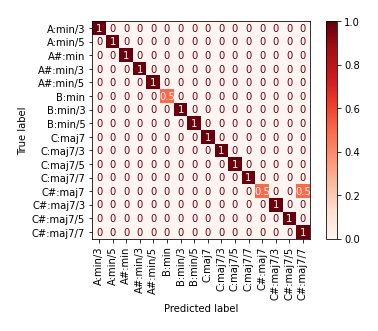 A:min/3 1 0 0 0 0 0 0 0 0 0 0 0 0 0 0 0
A:min/5 0 1 0 0 0 0 0 0 0 0 0 0 0 0 0 0
A#:min 0 0 1 0 0 0 0 0 0 0 0 0 0 0 0 0
A#:min/3 0 0 0 1 0 0 0 0 0 0 0 0 0 0 0 0
A#:min/5 0 0 0 0 1 0 0 0 0 0 0 0 0 0 0 0
B:min 0 0 0 0 0 0.5 0 0 0 0 0 0 0 0 0 0
B:min/3 0 0 0 0 0 0 1 0 0 0 0 0 0 0 0 0
B:min/5 0 0 0 0 0 0 0 1 0 0 0 0 0 0 0 0
C:maj7 0 0 0 0 0 0 0 0 1 0 0 0 0 0 0 0
C:maj7/3 0 0 0 0 0 0 0 0 0 1 0 0 0 0 0 0
C:maj7/5 0 0 0 0 0 0 0 0 0 0 1 0 0 0 0 0
C:maj7/7 0 0 0 0 0 0 0 0 0 0 0 1 0 0 0 0
C#:maj7 0 0 0 0 0 0 0 0 0 0 0 0 0.5 0 0 0.5
C#:maj7/3 0 0 0 0 0 0 0 0 0 0 0 0 0 1 0 0
C#:maj7/5 0 0 0 0 0 0 0 0 0 0 0 0 0 0 1 0
C#:maj7/7 0 0 0 0 0 0 0 0 0 0 0 0 0 0 0 1
True label
A:min/3
A:min/5
A#:min
A#:min/3
A#:min/5
B:min
B:min/3
B:min/5
C:maj7
C:maj7/3
C:maj7/5
C:maj7/7
C#:maj7
C#:maj7/3
C#:maj7/5
C#:maj7/7
Predicted label
1.0
0.8
0.6
0.4
0.2
0.0